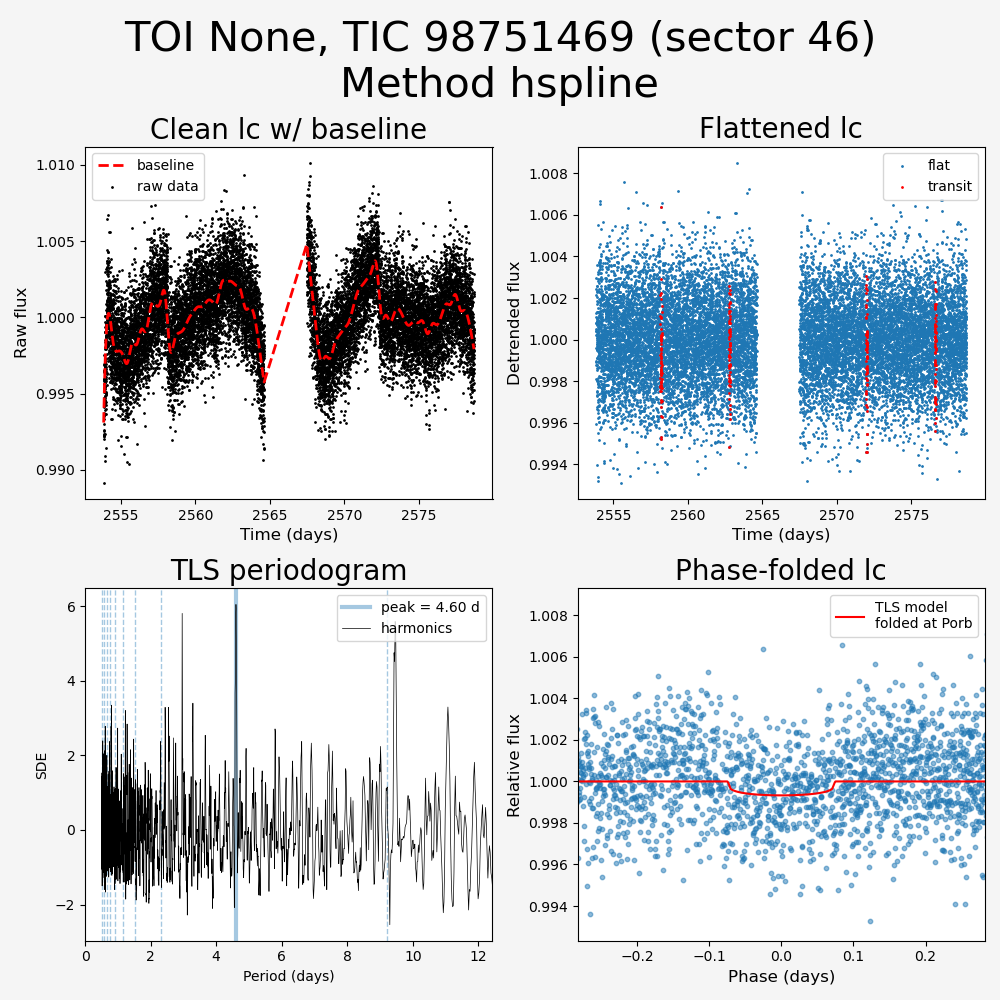 TOI None, TIC 98751469 (sector 46)
Method hspline
Clean lc w/ baseline
baseline
raw data
1.010
1.005
1.000
0.995
0.990
Raw flux
2555
2560
2565
2570
2575
Time (days)
Flattened lc
flat
transit
1.008
1.006
1.004
1.002
1.000
0.998
0.996
0.994
Detrended flux
2555
2560
2565
2570
2575
Time (days)
TLS periodogram
peak = 4.60 d
harmonics
6
4
2
0
−2
SDE
0
2
4
6
8
10
12
Period (days)
Phase-folded lc
TLS model
folded at Porb
1.008
1.006
1.004
1.002
1.000
0.998
0.996
0.994
Relative flux
−0.2
−0.1
0.0
0.1
0.2
Phase (days)